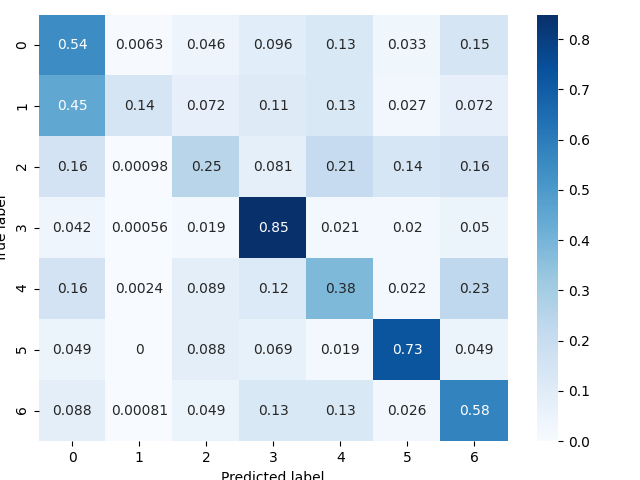 0 0.54 0.0063 0.046 0.096 0.13 0.033 0.15
1 0.45 0.14 0.072 0.11 0.13 0.027 0.072
2 0.16 0.00098 0.25 0.081 0.21 0.14 0.16
3 0.042 0.00056 0.019 0.85 0.021 0.02 0.05
4 0.16 0.0024 0.089 0.12 0.38 0.022 0.23
5 0.049 0 0.088 0.069 0.019 0.73 0.049
6 0.088 0.00081 0.049 0.13 0.13 0.026 0.58
0 1 2 3 4 5 6
Predicted label
True label
0.8
0.7
0.6
0.5
0.4
0.3
0.2
0.1
0.0